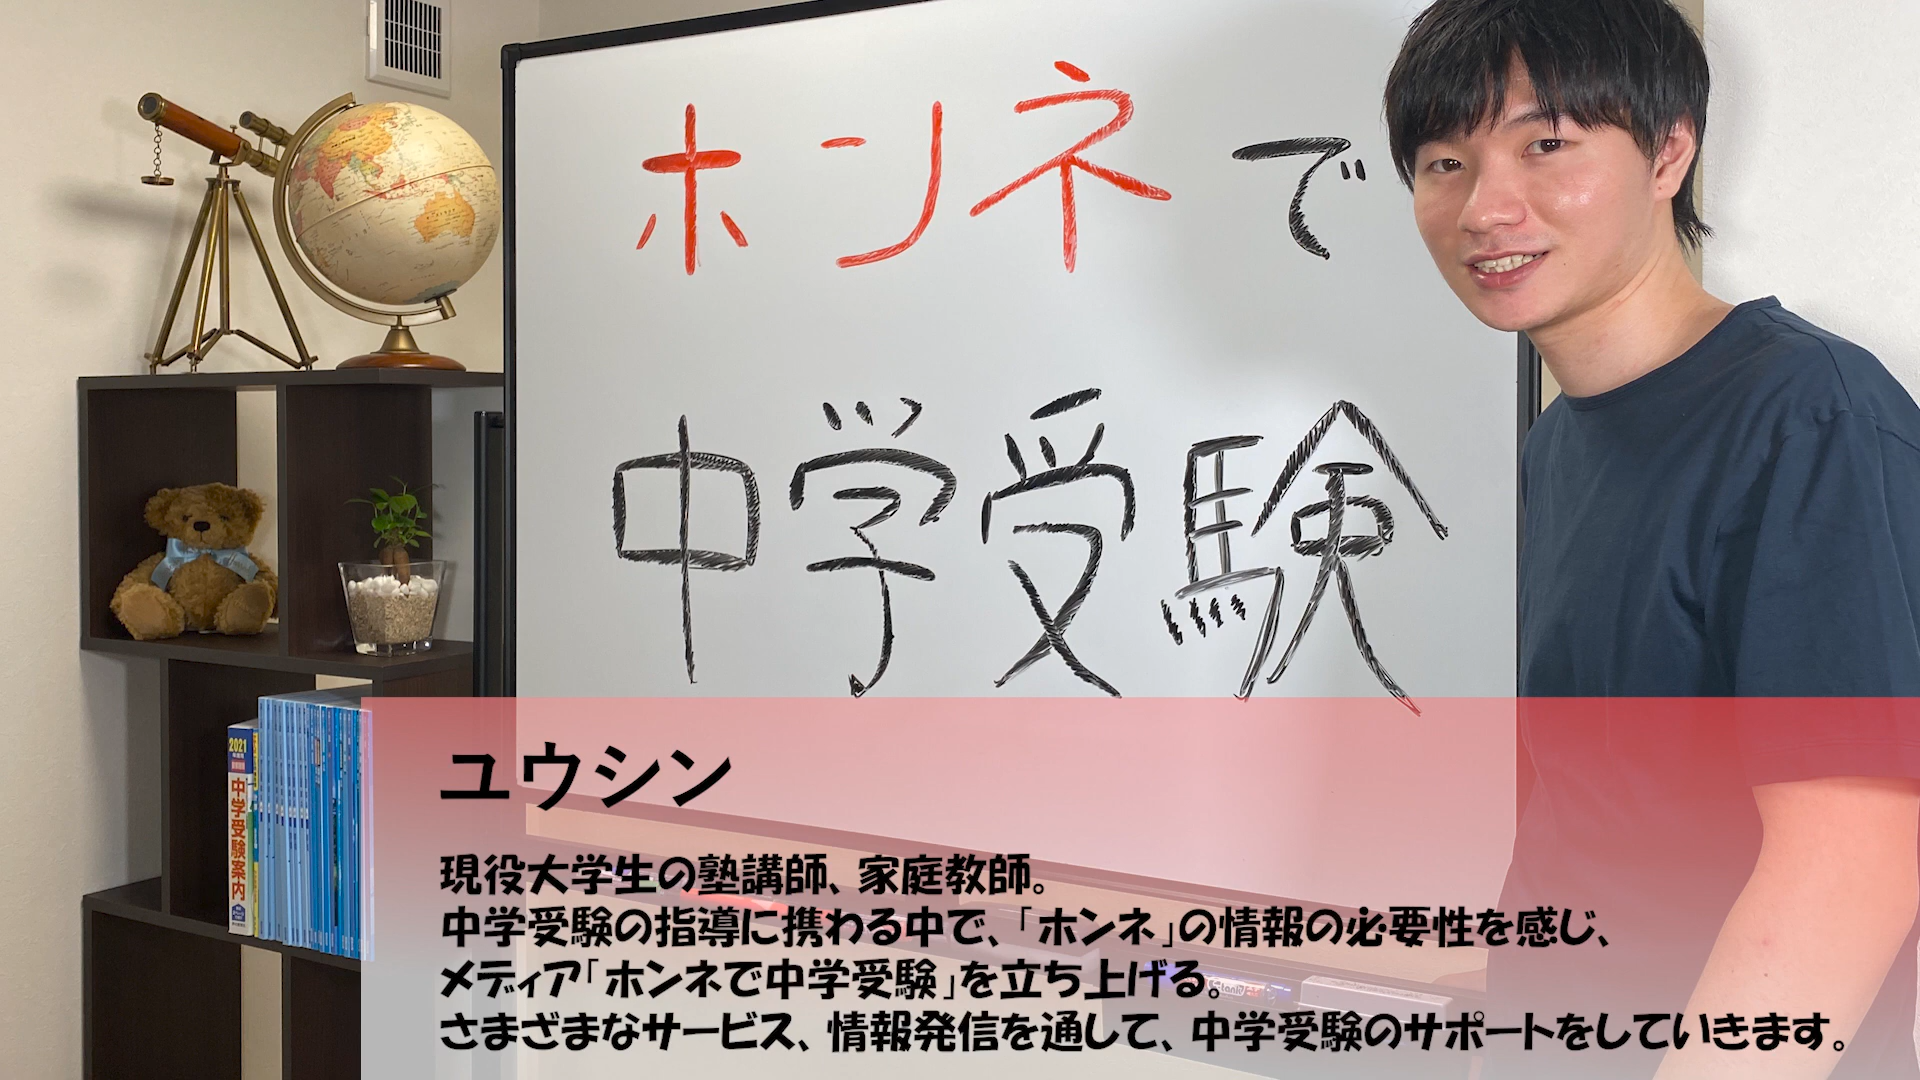 ホンネで
中学受験
2021
中学受験案内
ユウシン
現役大学生の塾講師、家庭教師。
中学受験の指導に携わる中で、「ホンネ」の情報の必要性を感じ、
メディア「ホンネで中学受験」を立ち上げる。
さまざまなサービス、情報発信を通して、中学受験のサポートをしていきます。